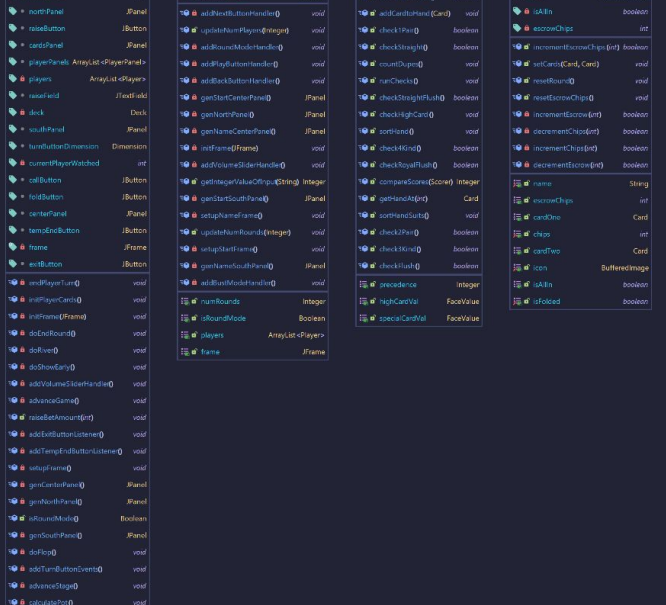 northPanel JPanel
raiseButton JButton
cardsPanel JPanel
playerPanels ArrayList<PlayerPanel>
players ArrayList<Player>
raiseField JTextField
deck Deck
southPanel JPanel
turnButtonDimension Dimension
currentPlayerWatched int
callButton JButton
foldButton JButton
centerPanel JPanel
tempEndButton JButton
frame JFrame
exitButton JButton
endPlayerTurn() void
initPlayerCards() void
initFrame(JFrame) void
doEndRound() void
doRiver() void
doShowEarly() void
addVolumeSliderHandler() void
advanceGame() void
raiseBetAmount(int) void
addExitButtonListener() void
addTempEndButtonListener() void
setupFrame() void
genCenterPanel() JPanel
genNorthPanel() JPanel
isRoundMode() Boolean
genSouthPanel() JPanel
doFlop() void
addTurnButtonEvents() void
advanceStage() void
calculatePot() void
addNextButtonHandler() void
updateNumPlayers(Integer) void
addRoundModeHandler() void
addPlayButtonHandler() void
addBackButtonHandler() void
genStartCenterPanel() JPanel
genNorthPanel() JPanel
genNameCenterPanel() JPanel
initFrame(JFrame) void
addVolumeSliderHandler() void
getIntegerValueOfInput(String) Integer
genStartSouthPanel() JPanel
setupNameFrame() void
updateNumRounds(Integer) void
setupStartFrame() void
genNameSouthPanel() JPanel
addBustModeHandler() void
numRounds Integer
isRoundMode Boolean
players ArrayList<Player>
frame JFrame
addCardtoHand(Card) void
check1Pair() boolean
checkStraight() boolean
countDupes() void
runChecks() void
checkStraightFlush() boolean
checkHighCard() void
sortHand() void
check4Kind() boolean
checkRoyalFlush() boolean
compareScores(Scorer) Integer
getHandAt(int) Card
sortHandSuits() void
check2Pair() boolean
check3Kind() boolean
checkFlush() boolean
precedence Integer
highCardVal FaceValue
specialCardVal FaceValue
isAllIn boolean
escrowChips int
incrementEscrowChips(int) boolean
setCards(Card, Card) void
resetRound() void
resetEscrowChips() void
incrementEscrow(int) boolean
decrementChips(int) boolean
incrementChips(int) boolean
decrementEscrow(int) boolean
name String
escrowChips int
cardOne Card
chips int
cardTwo Card
icon BufferedImage
isAllIn boolean
isFolded boolean